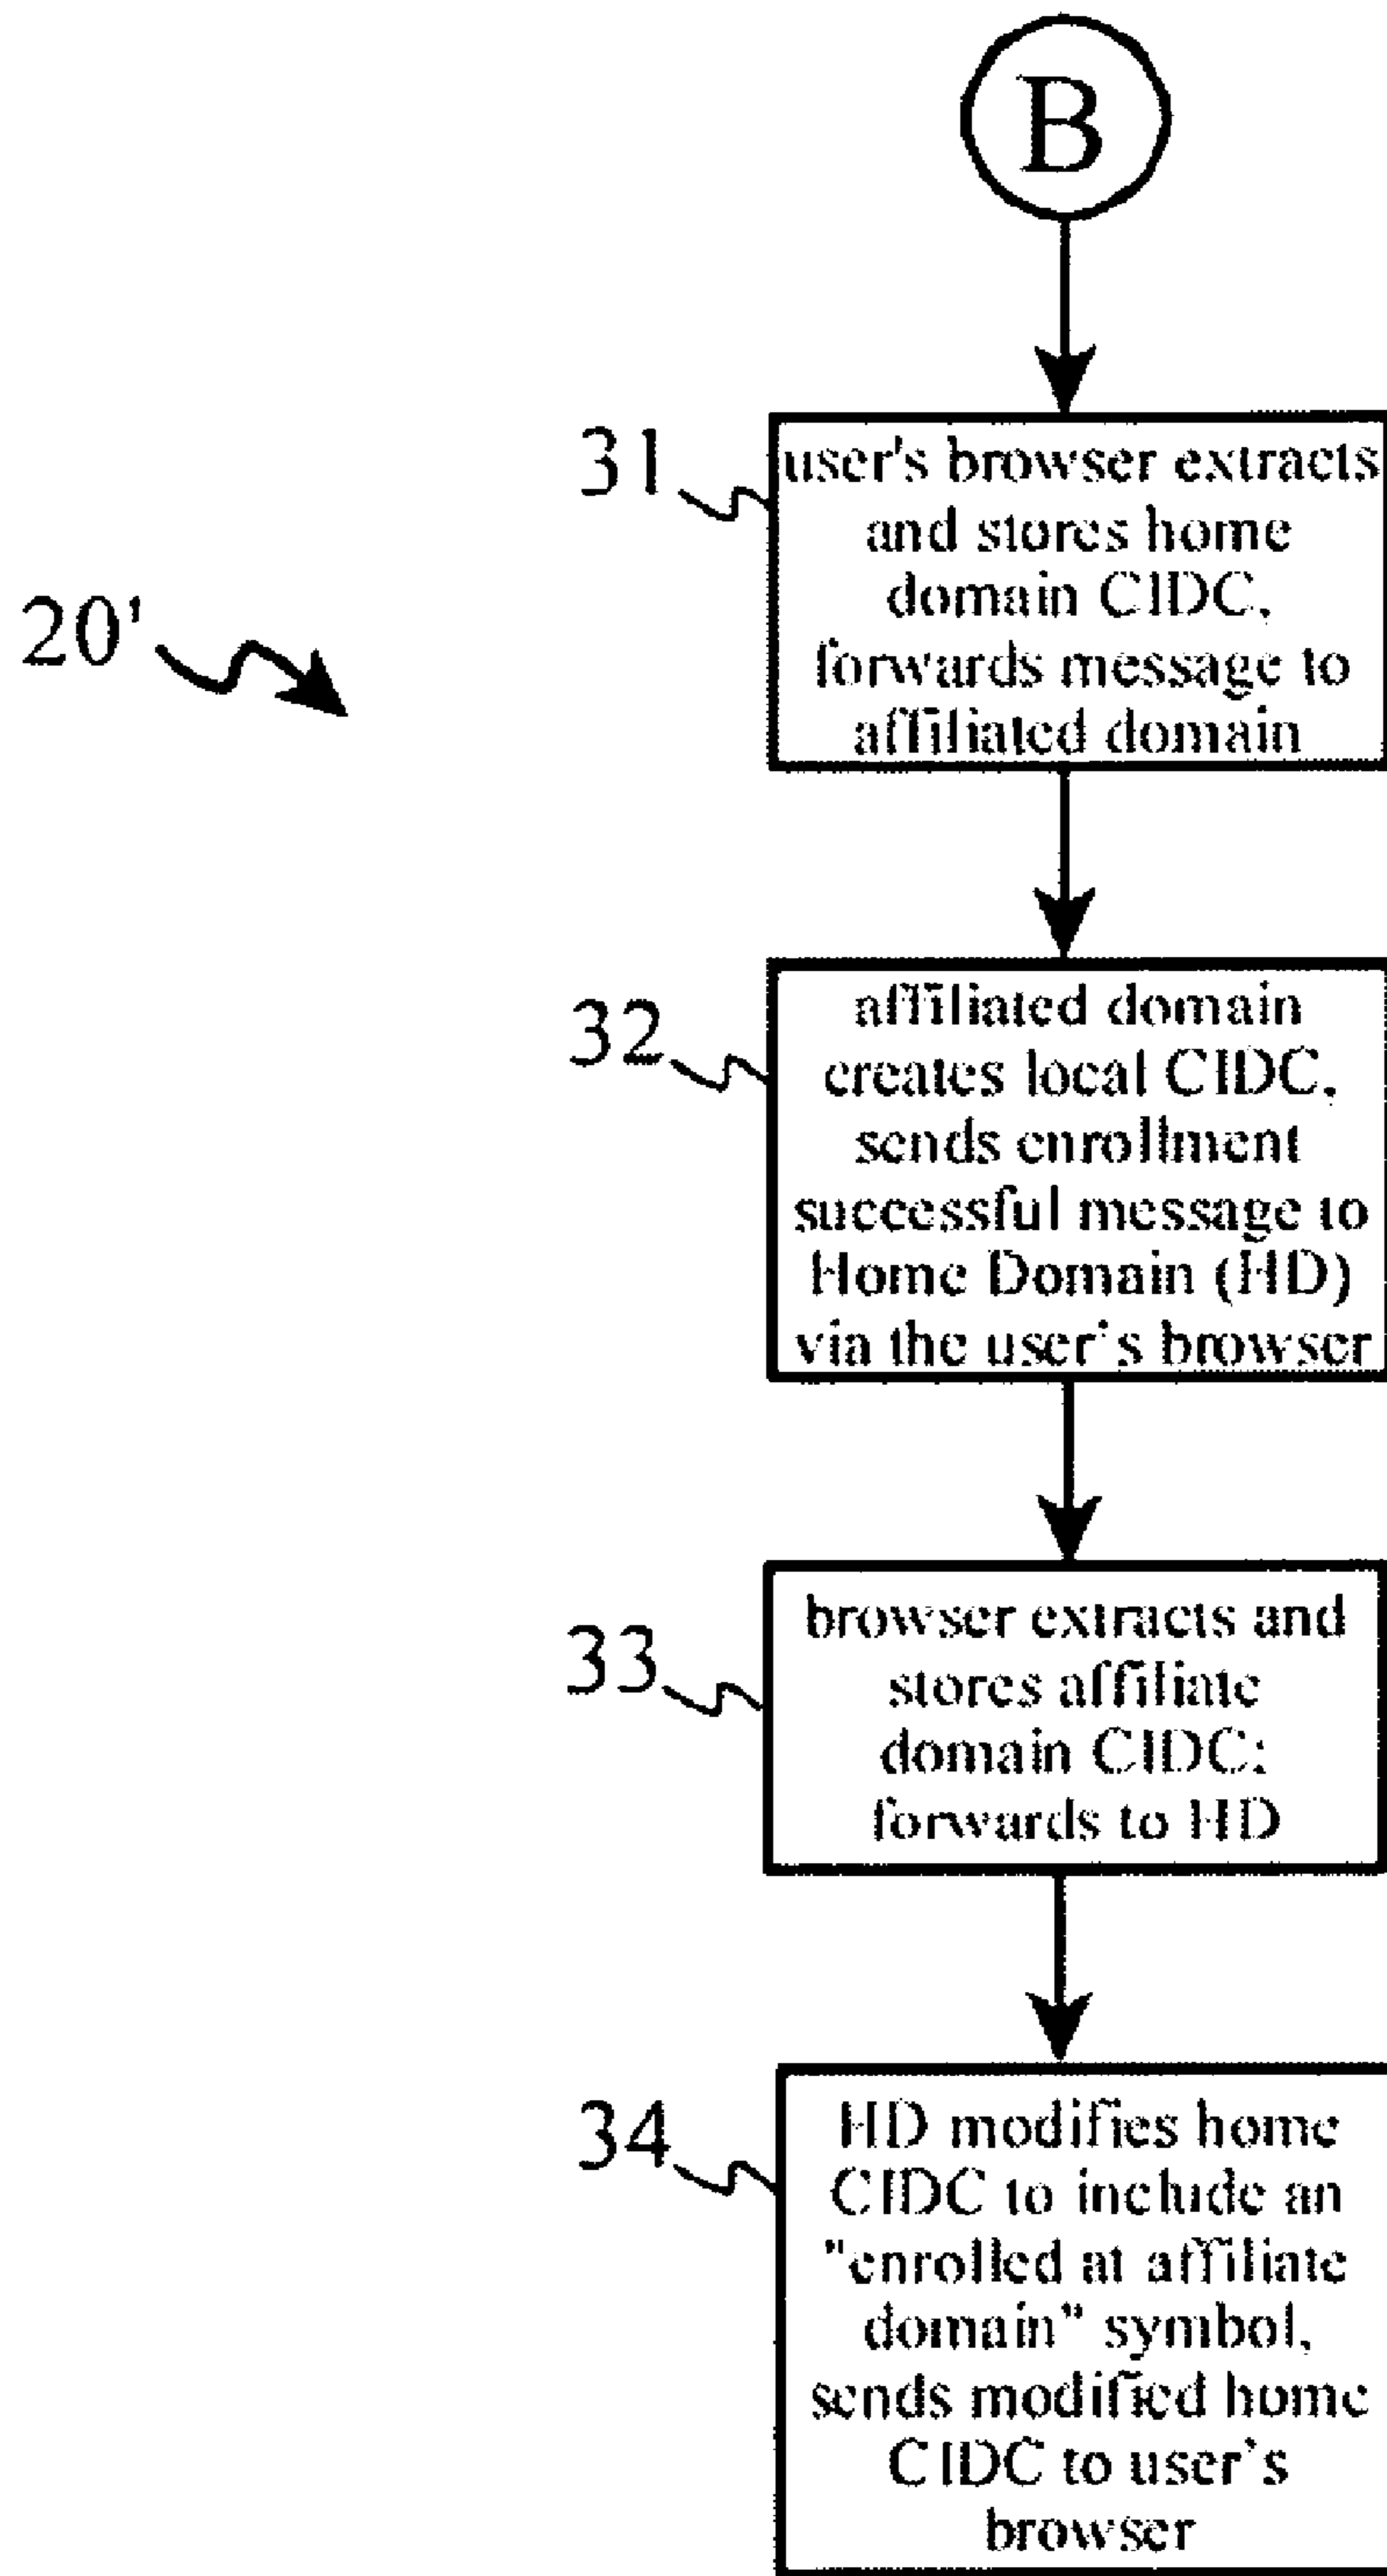 B
31
user's browser extracts
and stores home
domain CIDC,
forwards message to
affiliated domain
20'
32
affiliated domain
creates local CIDC,
sends enrollment
successful message to
Home Domain (HD)
via the user's browser
33
browser extracts and
stores affiliate
domain CIDC;
forwards to HD
34
HD modifies home
CIDC to include an
"enrolled at affiliate
domain" symbol,
sends modified home
CIDC to user's
browser